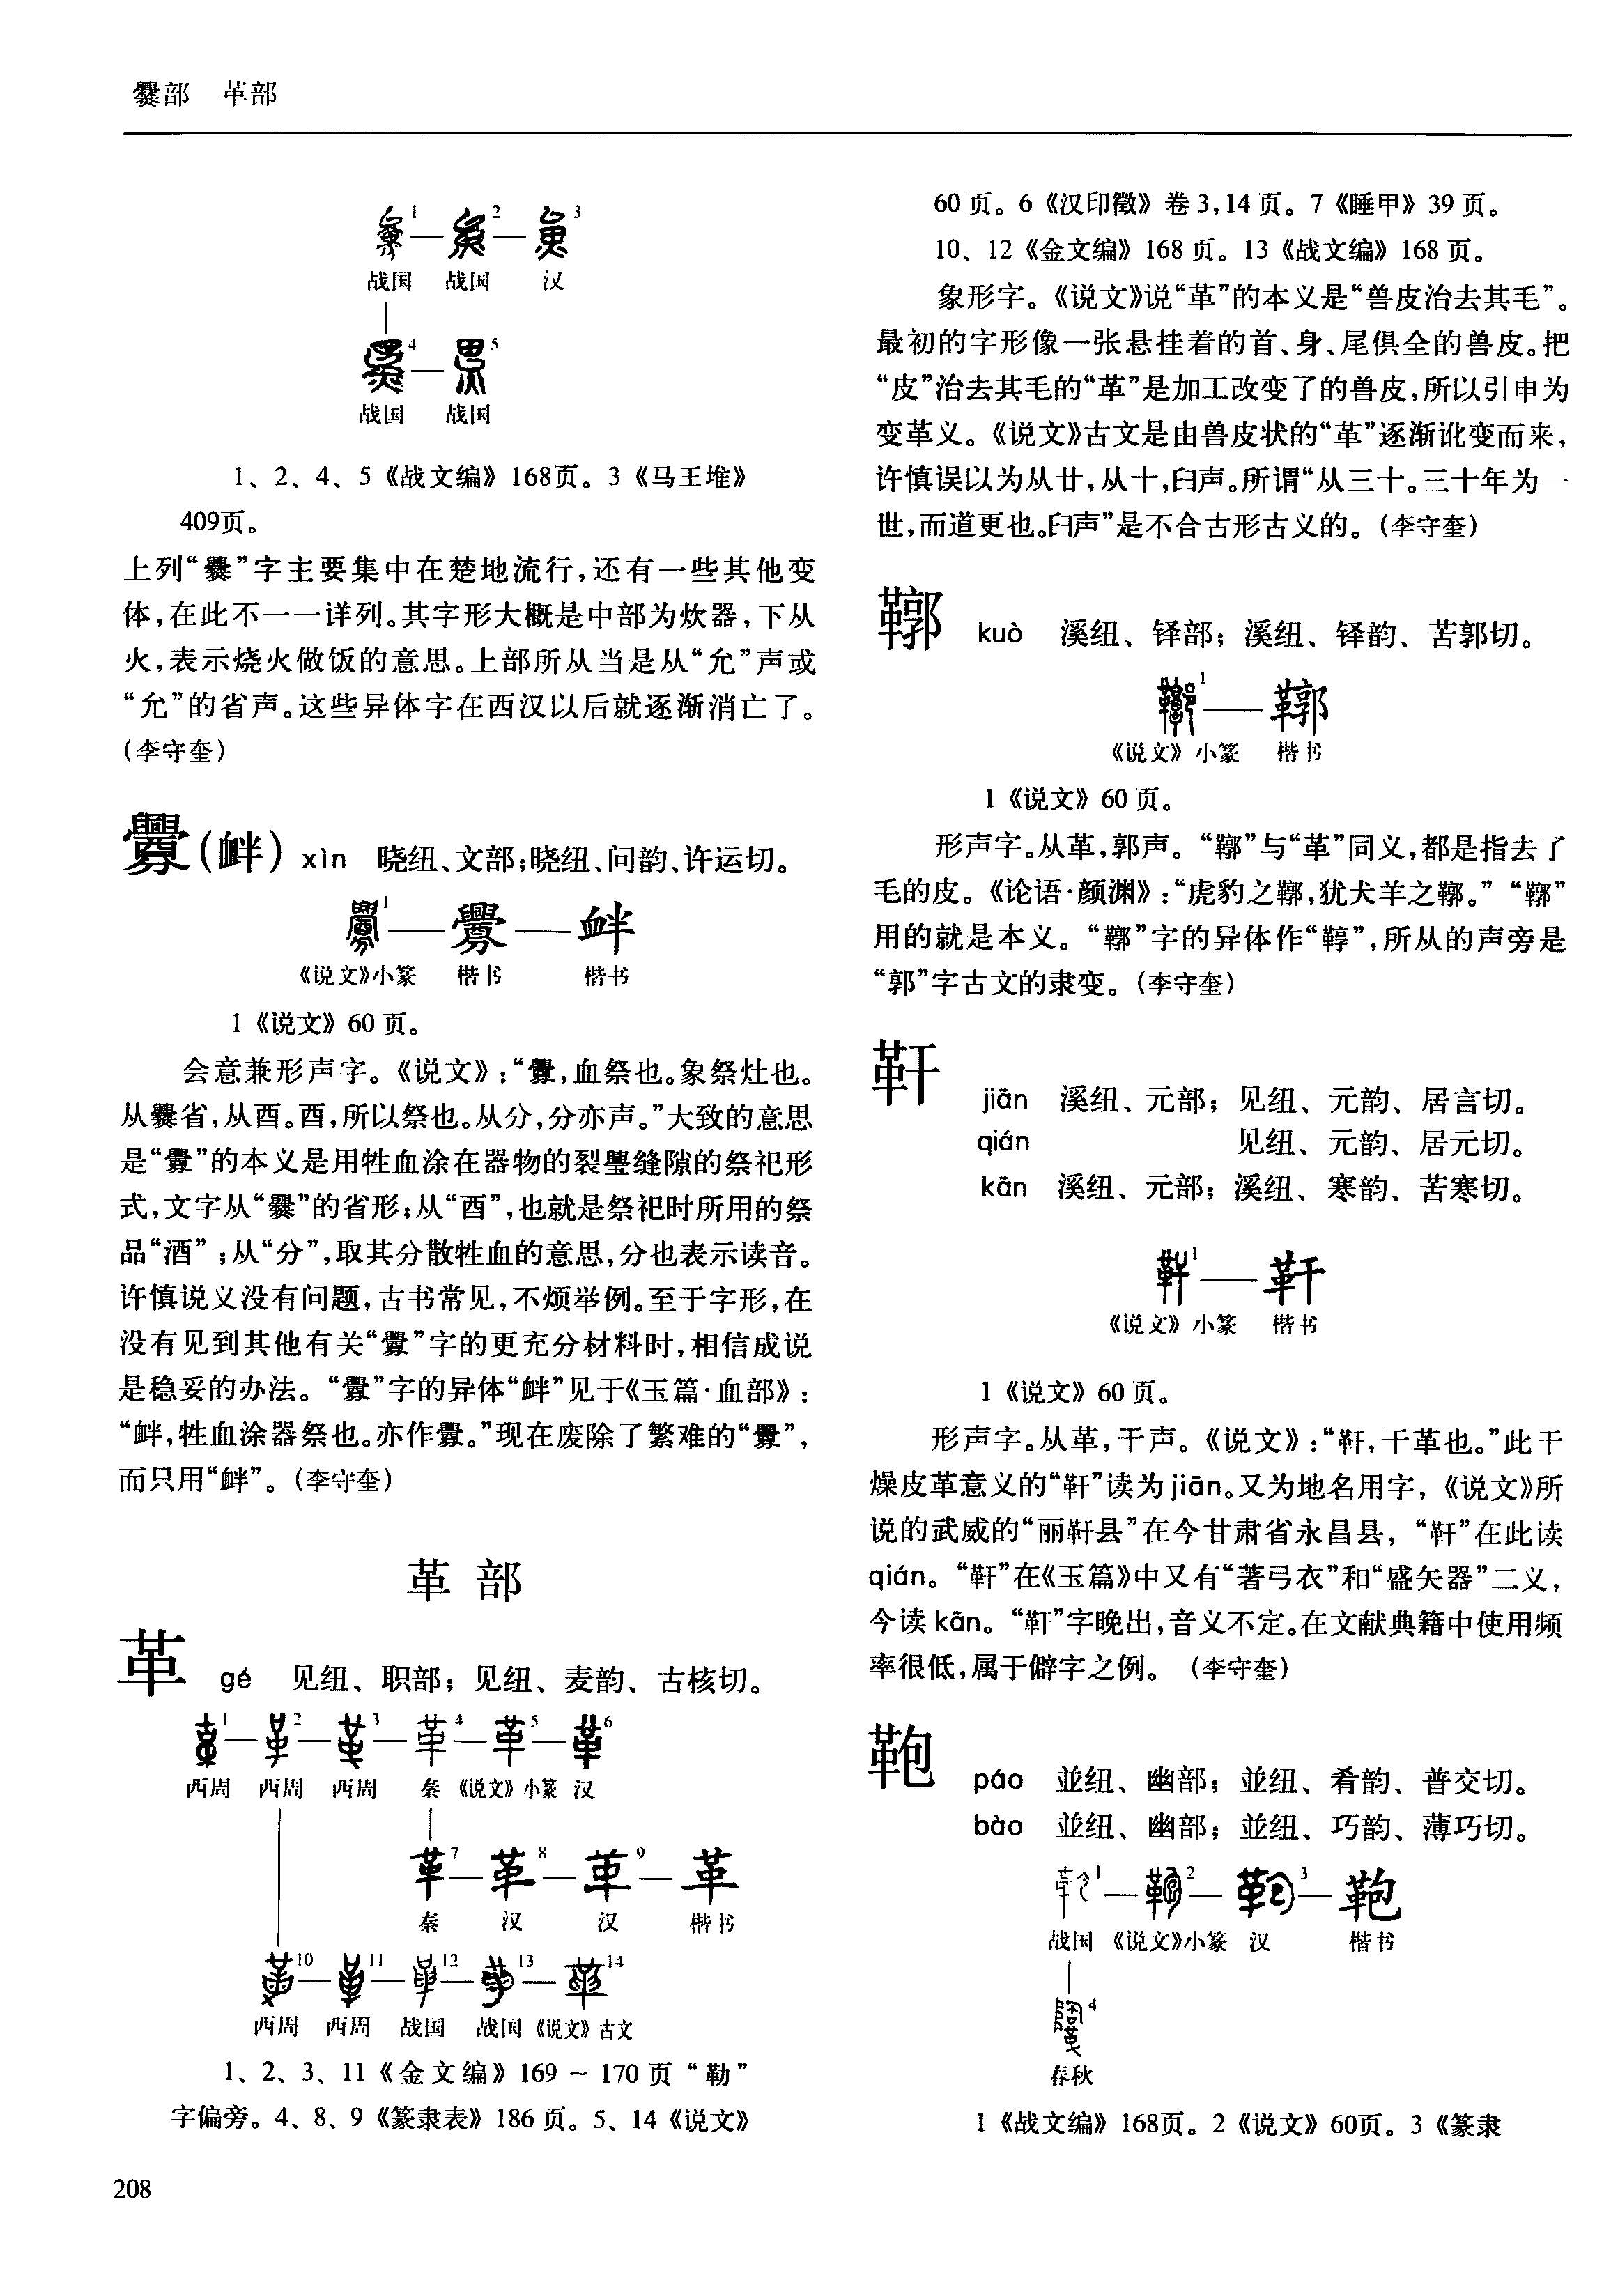 爨部　革部
1 2 3
战国　战国　汉
4 5
战国　战国
1、2、4、5《战文编》168页。3《马王堆》
409页。
上列“爨”字主要集中在楚地流行，还有一些其他变
体，在此不一一详列。其字形大概是中部为炊器，下从
火，表示烧火做饭的意思。上部所从当是从“允”声或
“允”的省声。这些异体字在西汉以后就逐渐消亡了。
（李守奎）
釁（衅）xìn　晓纽、文部；晓纽、问韵、许运切。
1 釁 衅
《说文》小篆　楷书　楷书
1《说文》60页。
会意兼形声字。《说文》：“釁，血祭也。象祭灶也。
从爨省，从酉。酉，所以祭也。从分，分亦声。”大致的意思
是“釁”的本义是用牲血涂在器物的裂璺缝隙的祭祀形
式，文字从“爨”的省形；从“酉”，也就是祭祀时所用的祭
品“酒”；从“分”，取其分散牲血的意思，分也表示读音。
许慎说义没有问题，古书常见，不烦举例。至于字形，在
没有见到其他有关“釁”字的更充分材料时，相信成说
是稳妥的办法。“釁”字的异体“衅”见于《玉篇·血部》：
“衅，牲血涂器祭也。亦作釁。”现在废除了繁难的“釁”，
而只用“衅”。（李守奎）
革部
革　gé　见纽、职部；见纽、麦韵、古核切。
1 2 3 4 5 6
西周　西周　西周　秦　《说文》小篆　汉
7 8 9 革
秦　汉　汉　楷书
10 11 12 13 14
西周　西周　战国　战国　《说文》古文
1、2、3、11《金文编》169～170页“勒”
字偏旁。4、8、9《篆隶表》186页。5、14《说文》
208
60页。6《汉印徵》卷3，14页。7《睡甲》39页。
10、12《金文编》168页。13《战文编》168页。
象形字。《说文》说“革”的本义是“兽皮治去其毛”。
最初的字形像一张悬挂着的首、身、尾俱全的兽皮。把
“皮”治去其毛的“革”是加工改变了的兽皮，所以引申为
变革义。《说文》古文是由兽皮状的“革”逐渐讹变而来，
许慎误以为从廿，从十，𦥑声。所谓“从三十。三十年为一
世，而道更也。𦥑声”是不合古形古义的。（李守奎）
鞹　kuò　溪纽、铎部；溪纽、铎韵、苦郭切。
1 鞹
《说文》小篆　楷书
1《说文》60页。
形声字。从革，郭声。“鞹”与“革”同义，都是指去了
毛的皮。《论语·颜渊》：“虎豹之鞹，犹犬羊之鞹。”“鞹”
用的就是本义。“鞹”字的异体作“鞟”，所从的声旁是
“郭”字古文的隶变。（李守奎）
靬　jiān　溪纽、元部；见纽、元韵、居言切。
qián　见纽、元韵、居元切。
kān　溪纽、元部；溪纽、寒韵、苦寒切。
1 靬
《说文》小篆　楷书
1《说文》60页。
形声字。从革，干声。《说文》：“靬，干革也。”此干
燥皮革意义的“靬”读为jiān。又为地名用字，《说文》所
说的武威的“丽靬县”在今甘肃省永昌县，“靬”在此读
qián。“靬”在《玉篇》中又有“著弓衣”和“盛矢器”二义，
今读kān。“靬”字晚出，音义不定。在文献典籍中使用频
率很低，属于僻字之例。（李守奎）
鞄　páo　並纽、幽部；並纽、肴韵、普交切。
bào　並纽、幽部；並纽、巧韵、薄巧切。
1 2 3 鞄
战国　《说文》小篆　汉　楷书
4
春秋
1《战文编》168页。2《说文》60页。3《篆隶